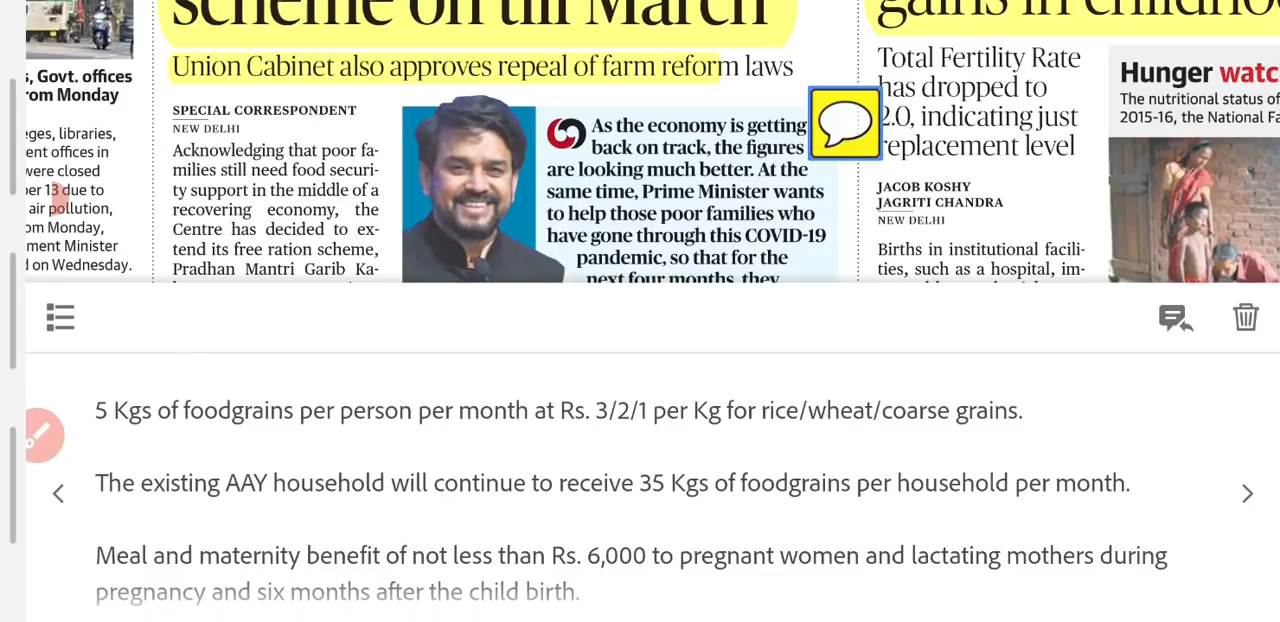 scheme on till March
Union Cabinet also approves repeal of farm reform laws
SPECIAL CORRESPONDENT
NEW DELHI
Acknowledging that poor fa-
milies still need food securi-
ty support in the middle of a
recovering economy, the
Centre has decided to ex-
tend its free ration scheme,
Pradhan Mantri Garib Ka-
As the economy is getting
back on track, the figures
are looking much better. At the
same time, Prime Minister wants
to help those poor families who
have gone through this COVID-19
pandemic, so that for the
next four months, they
s, Govt. offices
rom Monday
eges, libraries,
ent offices in
were closed
er 13 due to
air pollution,
om Monday,
ment Minister
d on Wednesday.
gains in childho
Total Fertility Rate
has dropped to
2.0, indicating just
replacement level
JACOB KOSHY
JAGRITI CHANDRA
NEW DELHI
Births in institutional facili-
ties, such as a hospital, im-
Hunger watc
The nutritional status of
2015-16, the National Fa
5 Kgs of foodgrains per person per month at Rs. 3/2/1 per Kg for rice/wheat/coarse grains.
The existing AAY household will continue to receive 35 Kgs of foodgrains per household per month.
Meal and maternity benefit of not less than Rs. 6,000 to pregnant women and lactating mothers during
pregnancy and six months after the child birth.